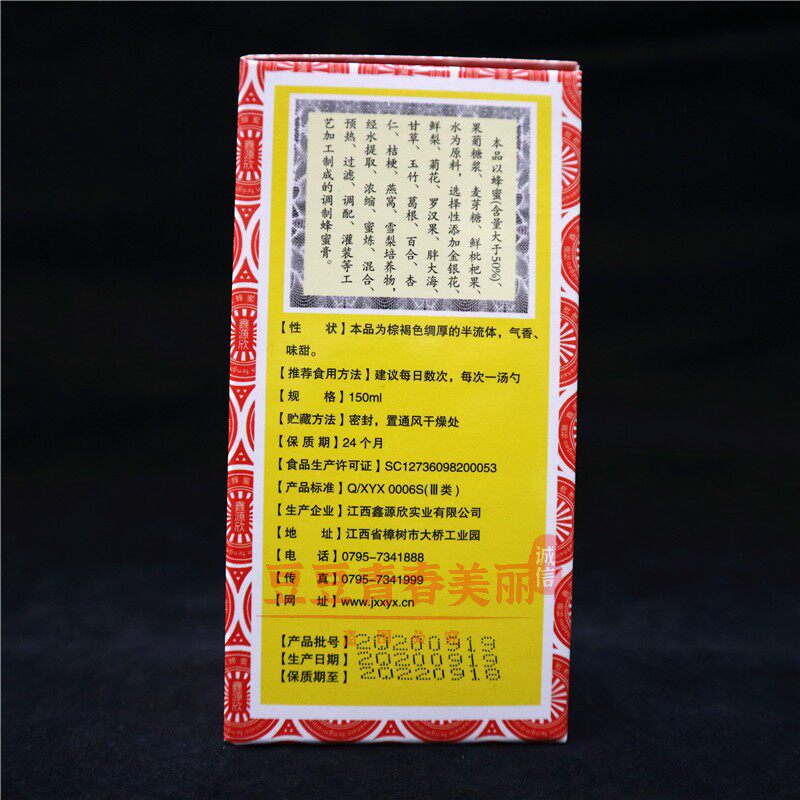 本品以蜂蜜(含量大于50%)、
果葡糖浆、麦芽糖、鲜枇杷果、
水为原料，选择性添加金银花、
鲜梨、菊花、罗汉果、胖大海、
甘草、玉竹、葛根、百合、杏
仁、桔梗、燕窝、雪梨培养物，
经水提取、浓缩、蜜炼、混合、
预热、过滤、调配、灌装等工
艺加工制成的调制蜂蜜膏。
【性 状】本品为棕褐色绸厚的半流体，气香、
味甜。
【推荐食用方法】建议每日数次，每次一汤勺
【规 格】150ml
【贮藏方法】密封，置通风干燥处
【保质期】24个月
【食品生产许可证】SC12736098200053
【产品标准】Q/XYX 0006S(Ⅲ类)
【生产企业】江西鑫源欣实业有限公司
【地 址】江西省樟树市大桥工业园
【电 话】0795-7341888
【传 真】0795-7341999
【网 址】www.jxxyx.cn
豆豆青春美丽
诚信
【产品批号】20200919
【生产日期】20200919
【保质期至】20220918
鑫源欣
蜂蜜